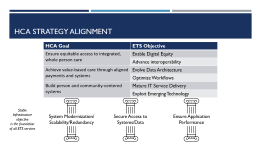 HCA STRATEGY ALIGNMENT
HCA Goal
ETS Objective
Ensure equitable access to integrated,
whole person care
Enable Digital Equity
Advance interoperability
Achieve value-based care through aligned
payments and systems
Evolve Data Architecture
Optimize Workflows
Build person and community-centered
systems
Mature IT Service Delivery
Exploit Emerging Technology
Stable
Infrastructure
objective
is the foundation
of all ETS services
System Modernization/
Scalability/Redundancy
Secure Access to
Systems/Data
Ensure Application
Performance